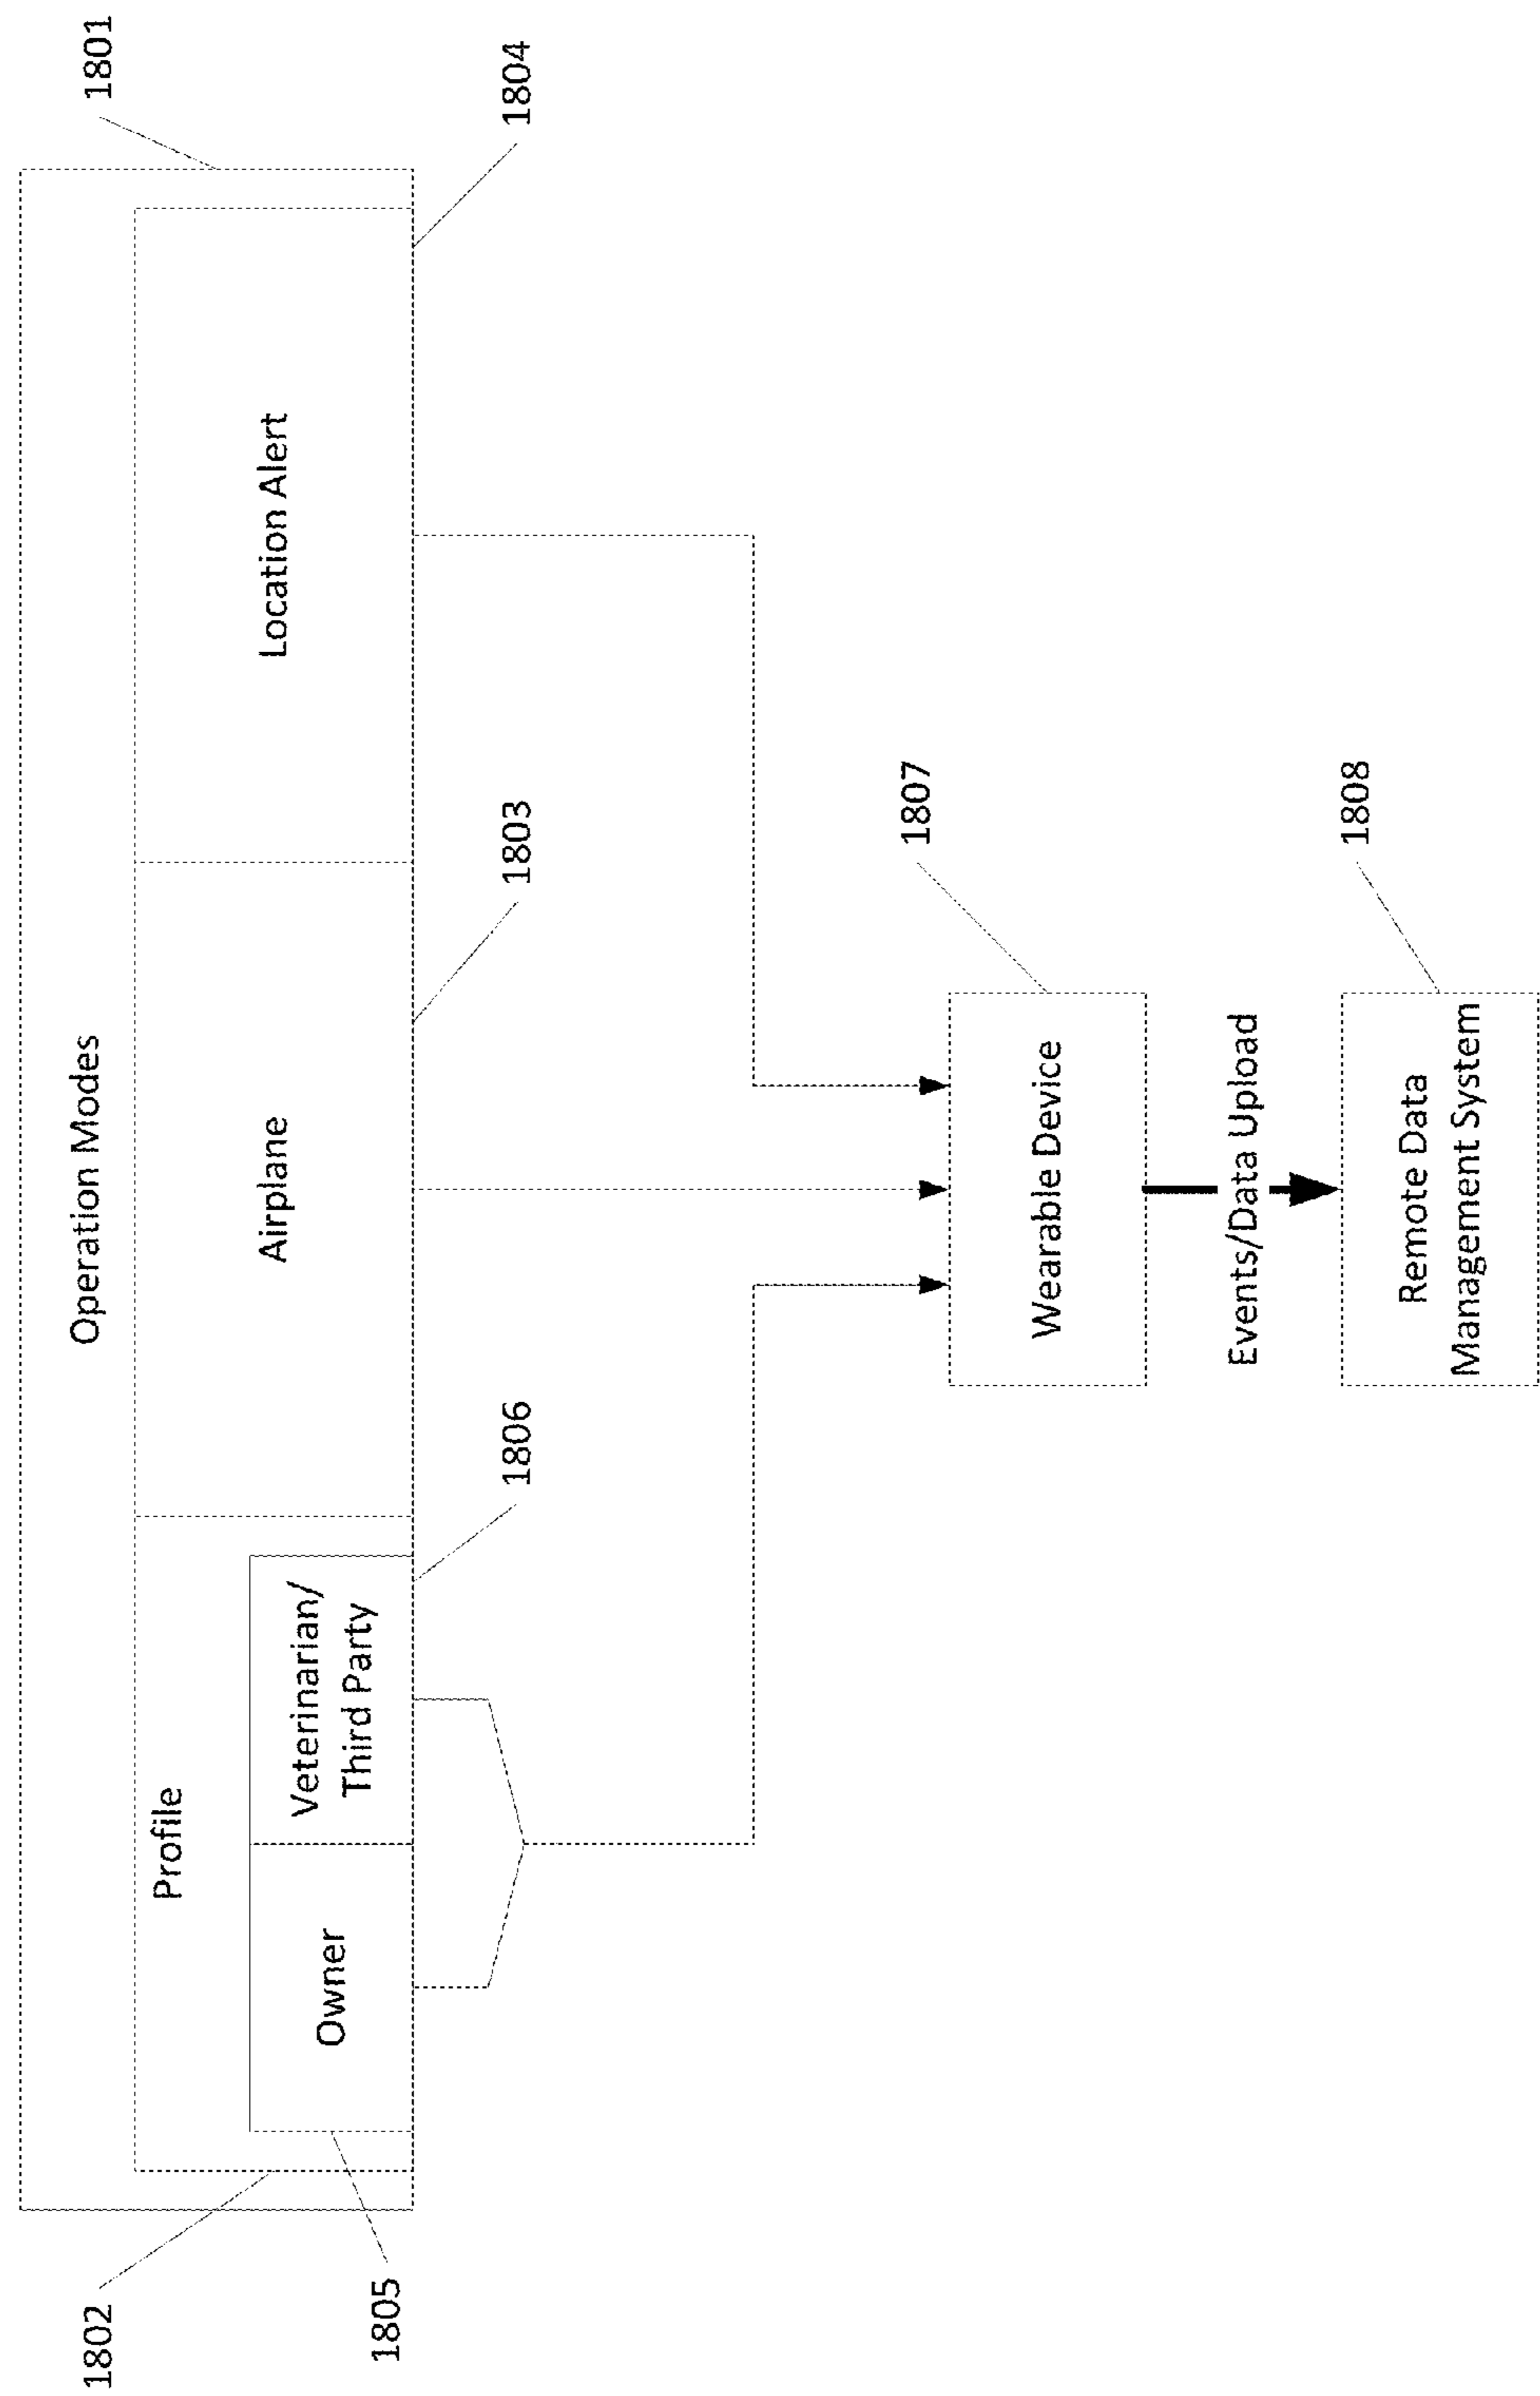 1801
Operation Modes
1802
Profile
Airplane
Location Alert
Owner
Veterinarian/
Third Party
1805
1806
1803
1804
Wearable Device
1807
Events/Data Upload
Remote Data
Management System
1808